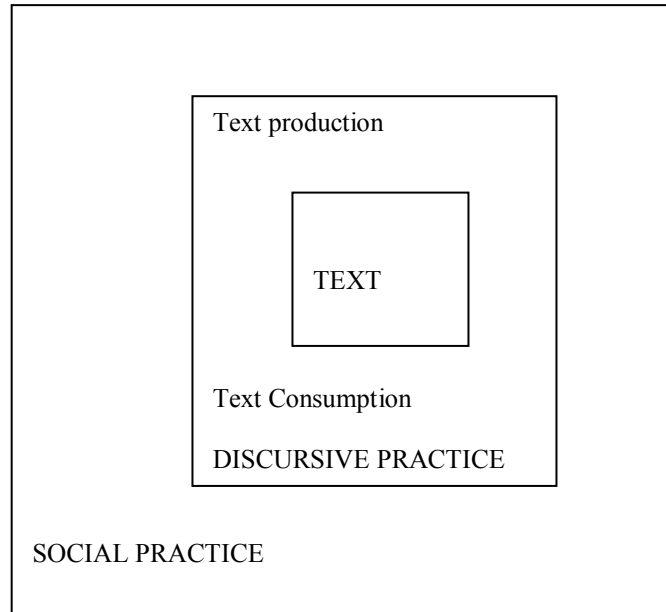 Text production
TEXT
Text Consumption
DISCURSIVE PRACTICE
SOCIAL PRACTICE